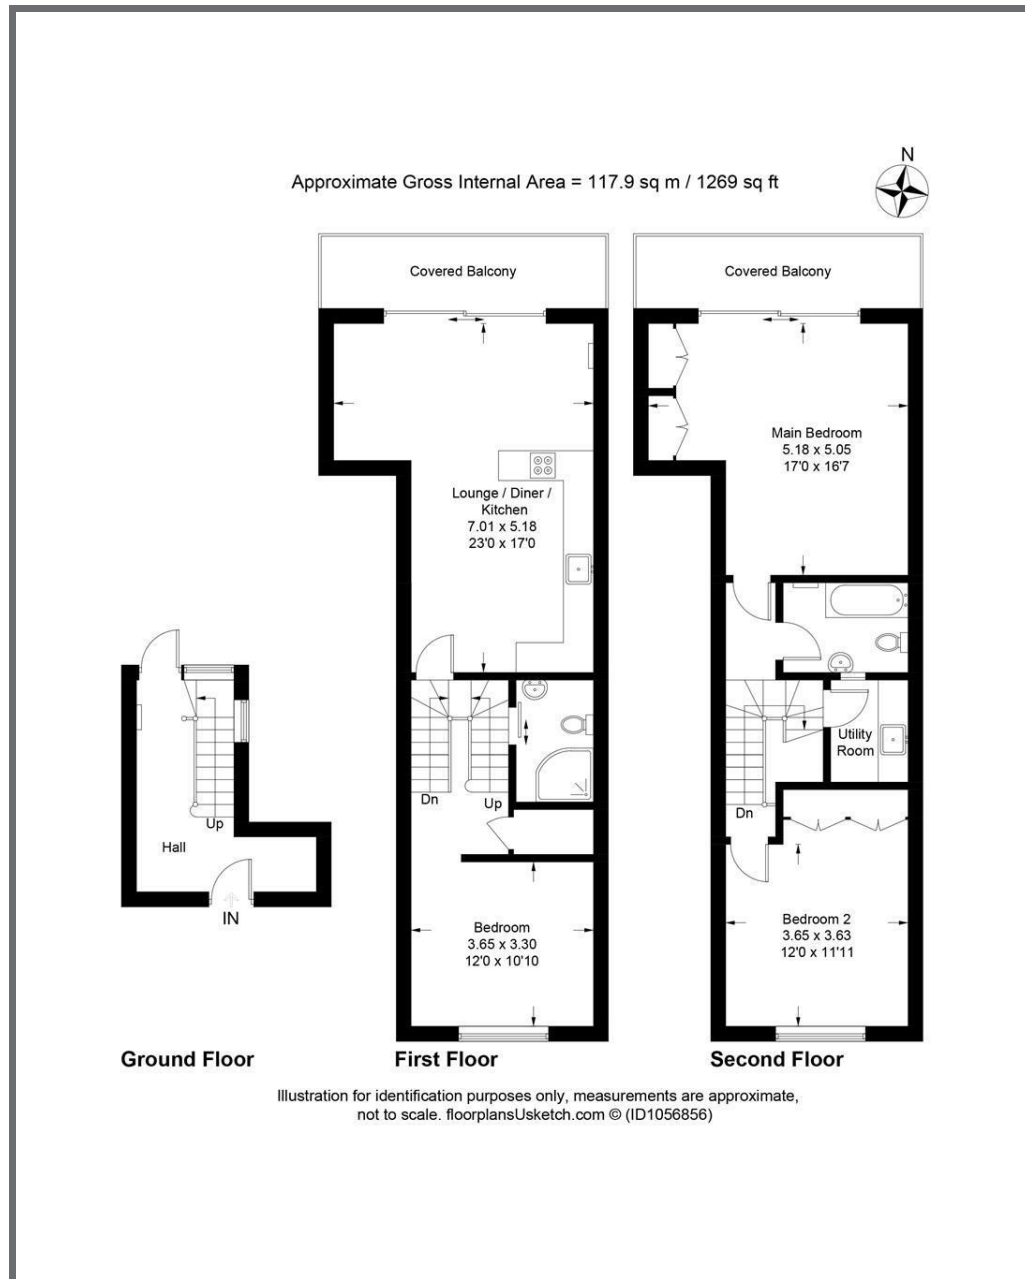 N
Approximate Gross Internal Area = 117.9 sq m / 1269 sq ft
Covered Balcony
Covered Balcony
Main Bedroom
5.18 x 5.05
17'0 x 16'7
Lounge / Diner /
Kitchen
7.01 x 5.18
23'0 x 17'0
Utility
Room
Dn
Up
Dn
Up
Hall
IN
Bedroom
3.65 x 3.30
12'0 x 10'10
Bedroom 2
3.65 x 3.63
12'0 x 11'11
Ground Floor
First Floor
Second Floor
Illustration for identification purposes only, measurements are approximate,
not to scale. floorplansUsketch.com © (ID1056856)